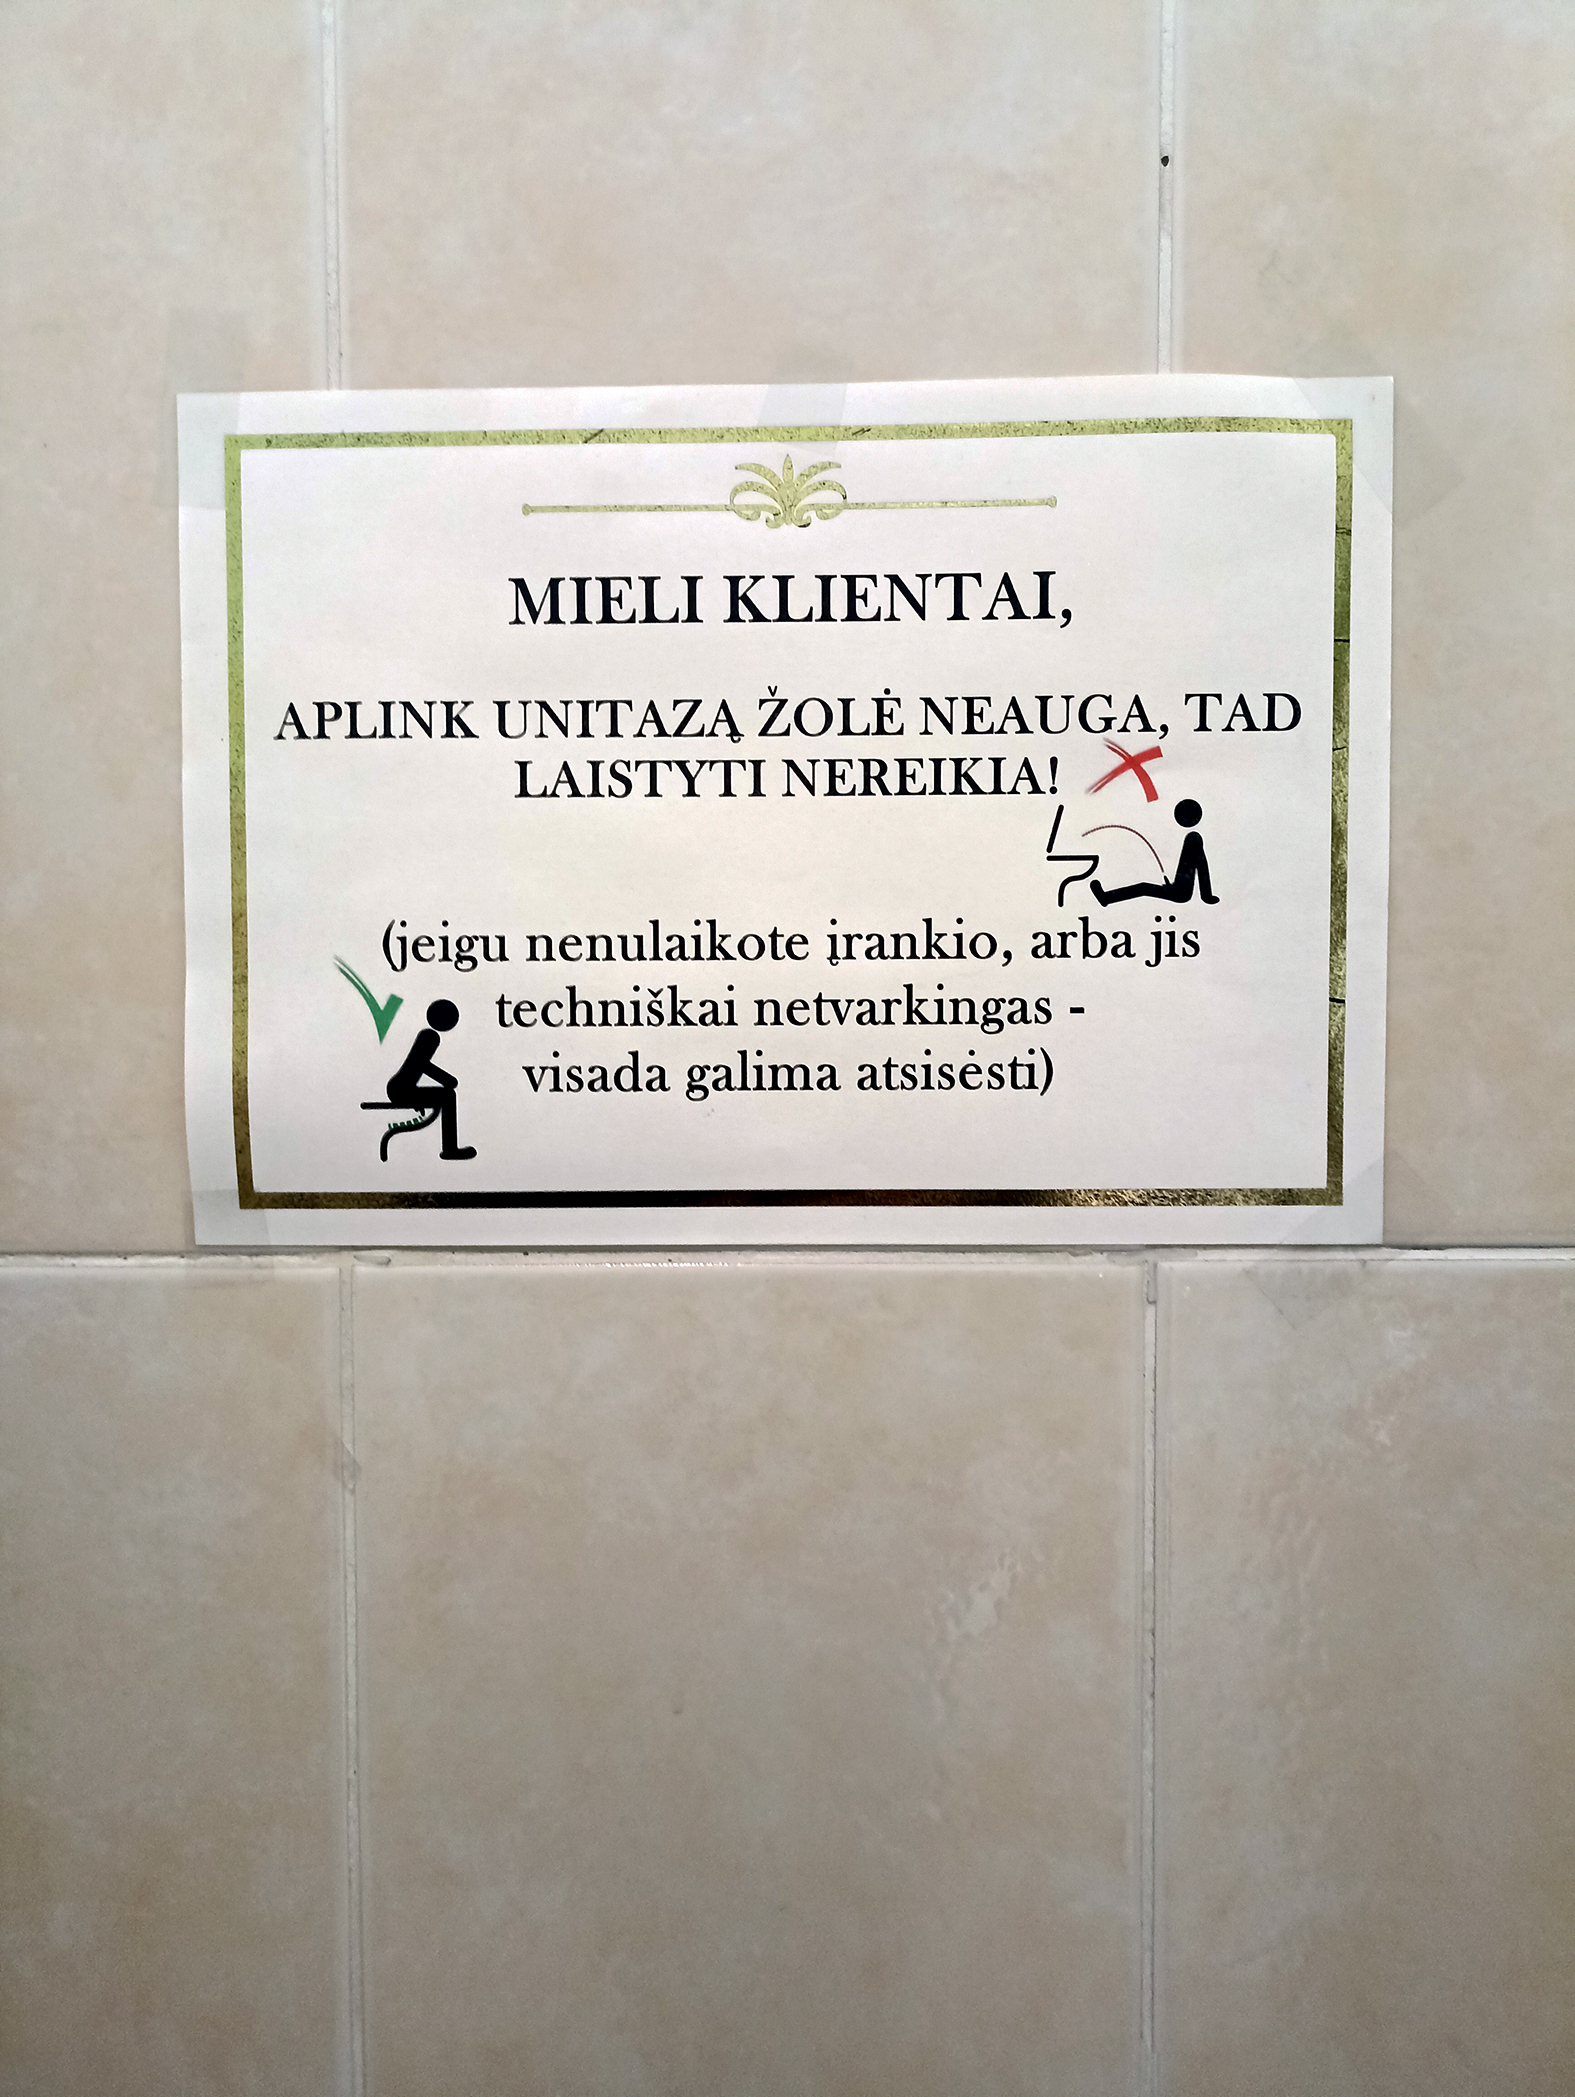 MIELI KLIENTAI,
APLINK UNITAZĄ ŽOLĖ NEAUGA, TAD
LAISTYTI NEREIKIA!
(jeigu nenulaikote įrankio, arba jis
techniškai netvarkingas -
visada galima atsisėsti)